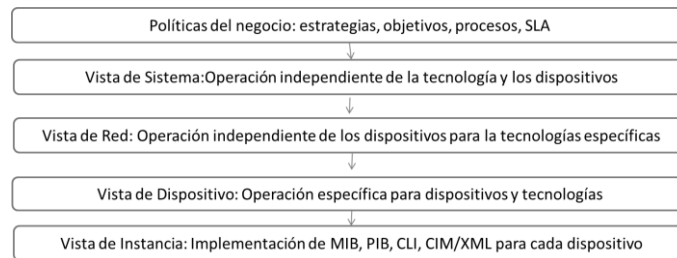 Políticas del negocio: estrategias, objetivos, procesos, SLA
Vista de Sistema:Operación independiente de la tecnología y los dispositivos
Vista de Red: Operación independiente de los dispositivos para la tecnologías específicas
Vista de Dispositivo: Operación específica para dispositivos y tecnologías
Vista de Instancia: Implementación de MIB, PIB, CLI, CIM/XML para cada dispositivo